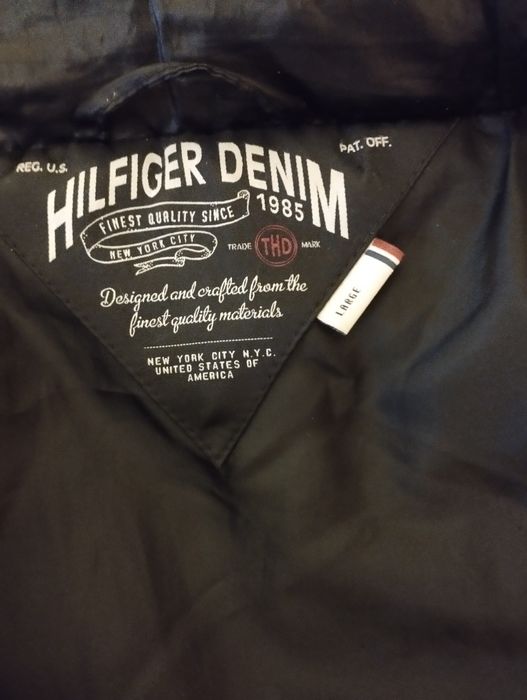 REG. U.S.
PAT. OFF.
HILFIGER DENIM
FINEST QUALITY SINCE
1985
NEW YORK CITY
TRADE THD MARK
Designed and crafted from the
finest quality materials
NEW YORK CITY N.Y.C.
UNITED STATES OF
AMERICA
LARGE